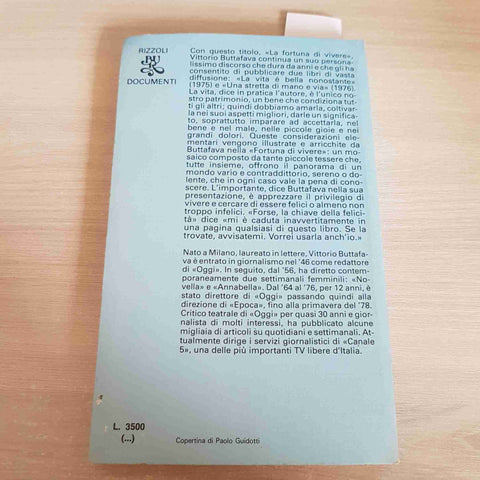 RIZZOLI
BUR
DOCUMENTI
Con questo titolo, «La fortuna di vivere»,
Vittorio Buttafava continua un suo persona-
lissimo discorso che dura da anni e che gli ha
consentito di pubblicare due libri di vasta
diffusione: «La vita è bella nonostante»
(1975) e «Una stretta di mano e via» (1976).
La vita, dice in pratica l'autore, è l'unico no-
stro patrimonio, un bene che condiziona tut-
ti gli altri; quindi dobbiamo amarla, coltivar-
la nei suoi aspetti migliori, darle un significa-
to, soprattutto imparare ad accettarla, nel
bene e nel male, nelle piccole gioie e nei
grandi dolori. Queste considerazioni ele-
mentari vengono illustrate e arricchite da
Buttafava nella «Fortuna di vivere»: un mo-
saico composto da tante piccole tessere che,
tutte insieme, offrono il panorama di un
mondo vario e contraddittorio, sereno o do-
lente, che in ogni caso vale la pena di cono-
scere. L'importante, dice Buttafava nella sua
presentazione, è apprezzare il privilegio di
vivere e cercare di essere felici o almeno non
troppo infelici. «Forse, la chiave della felici-
tà» dice «mi è caduta inavvertitamente in
una pagina qualsiasi di questo libro. Se la
trovate, avvisatemi. Vorrei usarla anch'io.»
Nato a Milano, laureato in lettere, Vittorio Buttafa-
va è entrato in giornalismo nel '46 come redattore
di «Oggi». In seguito, dal '56, ha diretto contem-
poraneamente due settimanali femminili: «No-
vella» e «Annabella». Dal '64 al '76, per 12 anni, è
stato direttore di «Oggi» passando quindi alla
direzione di «Epoca», fino alla primavera del '78.
Critico teatrale di «Oggi» per quasi 30 anni e gior-
nalista di molti interessi, ha pubblicato alcune
migliaia di articoli su quotidiani e settimanali. At-
tualmente dirige i servizi giornalistici di «Canale
5», una delle più importanti TV libere d'Italia.
L. 3500
(...)
Copertina di Paolo Guidotti